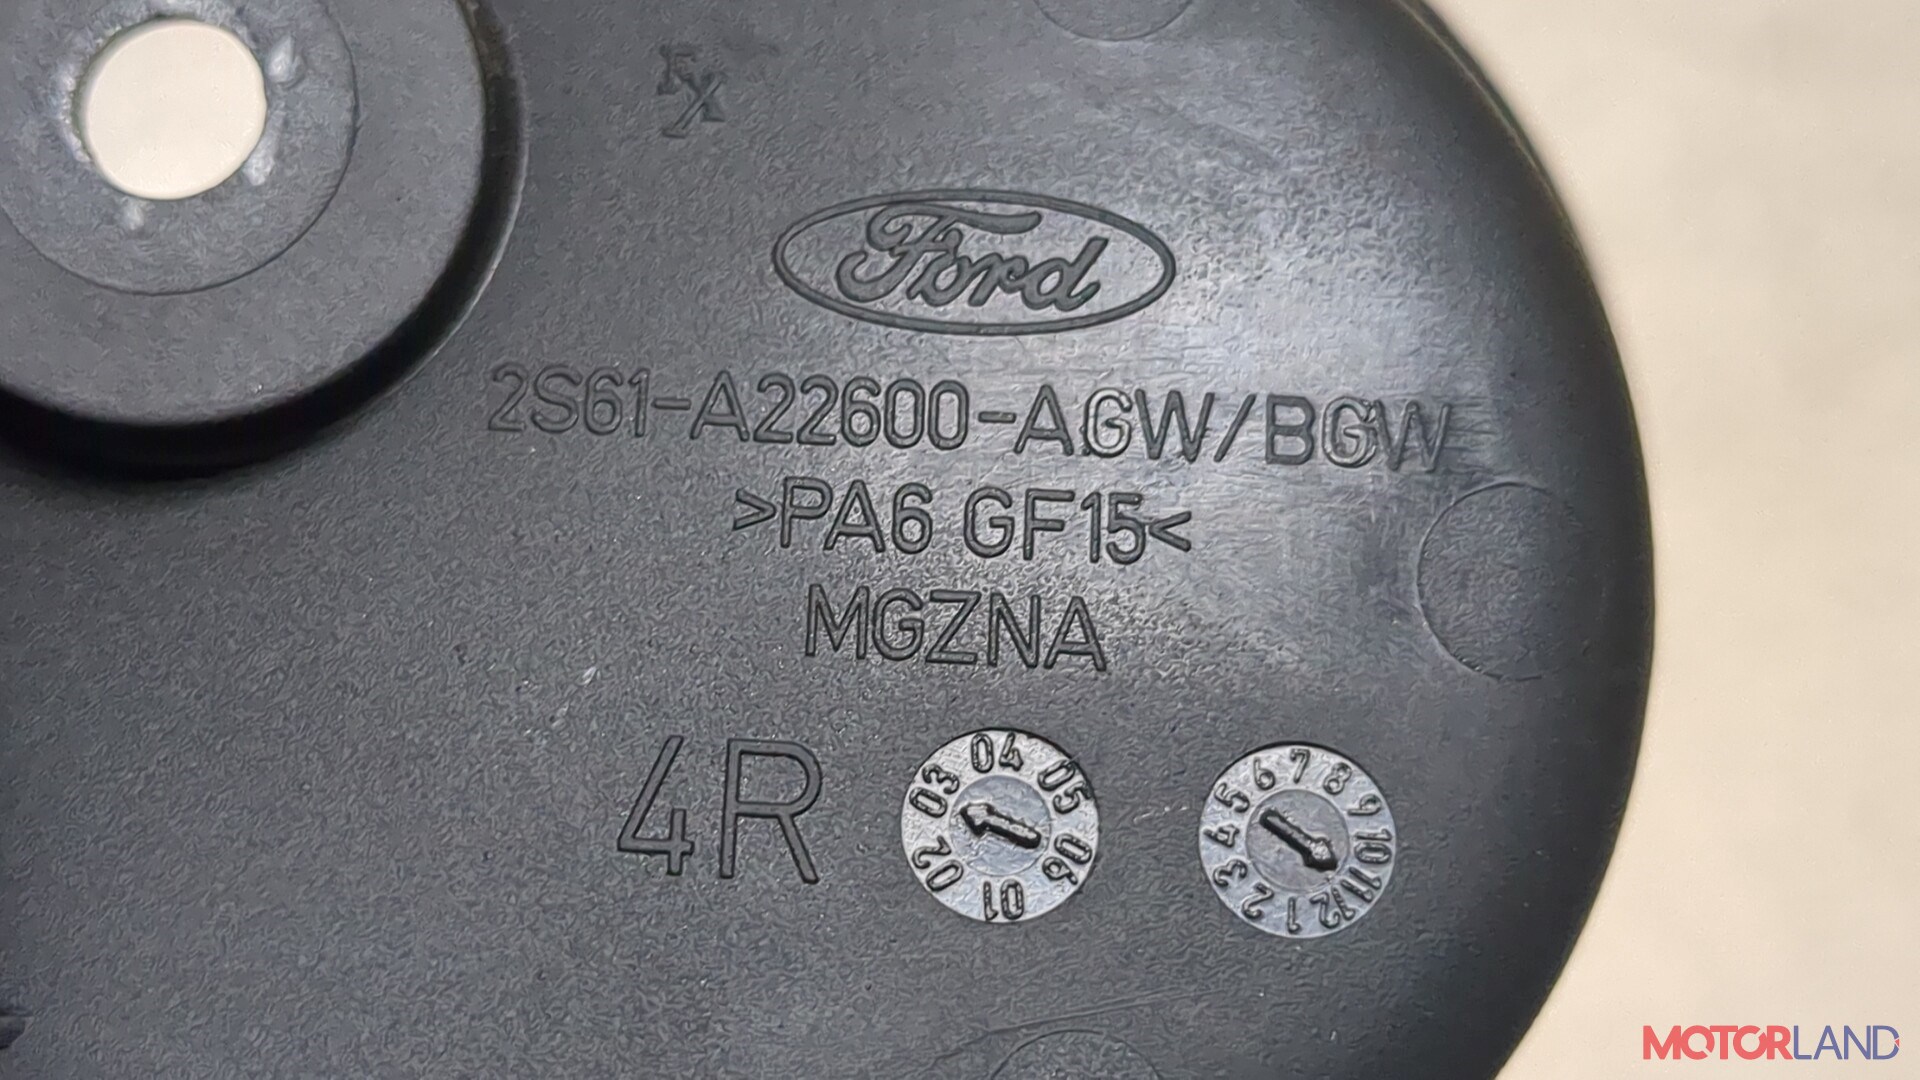 FX
Ford
2S61-A22600-AGW/BGW
>PA6 GF15<
MGZNA
4R
01 02 03 04 05 06
1 2 3 4 5 6 7 8 9 10 11 12
MOTORLAND